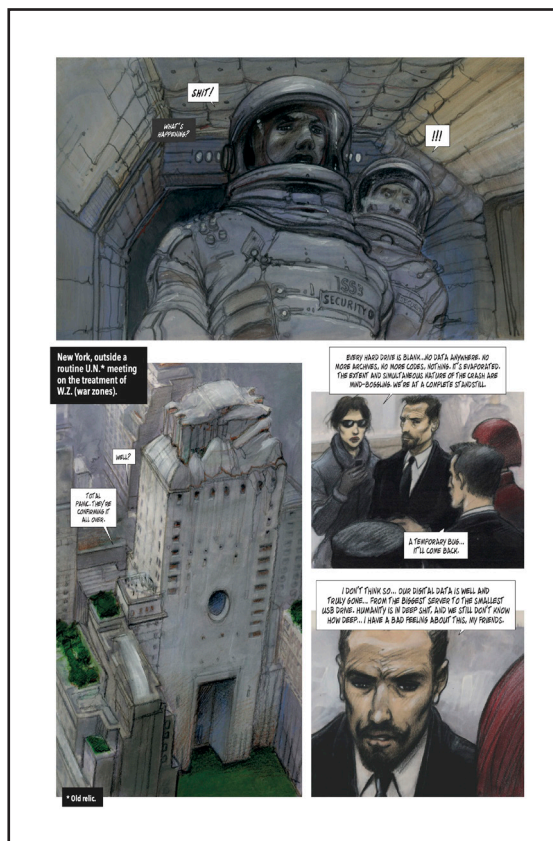 SHIT!
WHAT'S
HAPPENING?
!!!
ISS3
SECURITY
New York, outside a
routine U.N.* meeting
on the treatment of
W.Z. (war zones).
WELL?
TOTAL
PANIC. THEY'RE
CONFIRMING IT
ALL OVER.
* Old relic.
EVERY HARD DRIVE IS BLANK...NO DATA ANYWHERE. NO
MORE ARCHIVES, NO MORE CODES, NOTHING. IT'S EVAPORATED.
THE EXTENT AND SIMULTANEOUS NATURE OF THE CRASH ARE
MIND-BOGGLING. WE'RE AT A COMPLETE STANDSTILL.
A TEMPORARY BUG...
IT'LL COME BACK.
I DON'T THINK SO... OUR DIGITAL DATA IS WELL AND
TRULY GONE... FROM THE BIGGEST SERVER TO THE SMALLEST
USB DRIVE. HUMANITY IS IN DEEP SHIT, AND WE STILL DON'T KNOW
HOW DEEP... I HAVE A BAD FEELING ABOUT THIS, MY FRIENDS.